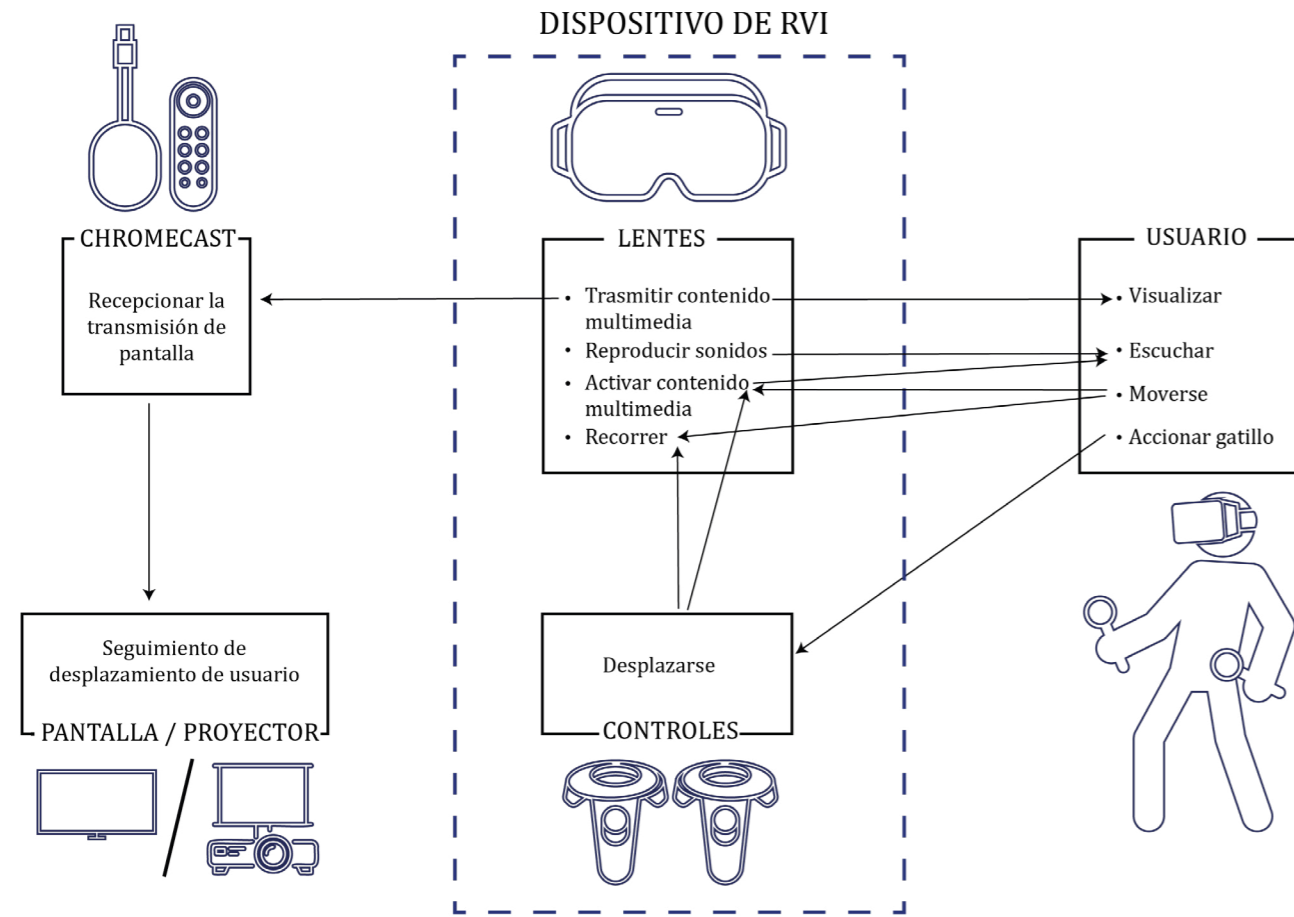 DISPOSITIVO DE RVI
CHROMECAST
Recepcionar la
transmisión de
pantalla
LENTES
• Trasmitir contenido
multimedia
• Reproducir sonidos
• Activar contenido
multimedia
• Recorrer
USUARIO
• Visualizar
• Escuchar
• Moverse
• Accionar gatillo
Seguimiento de
desplazamiento de usuario
PANTALLA / PROYECTOR
Desplazarse
CONTROLES